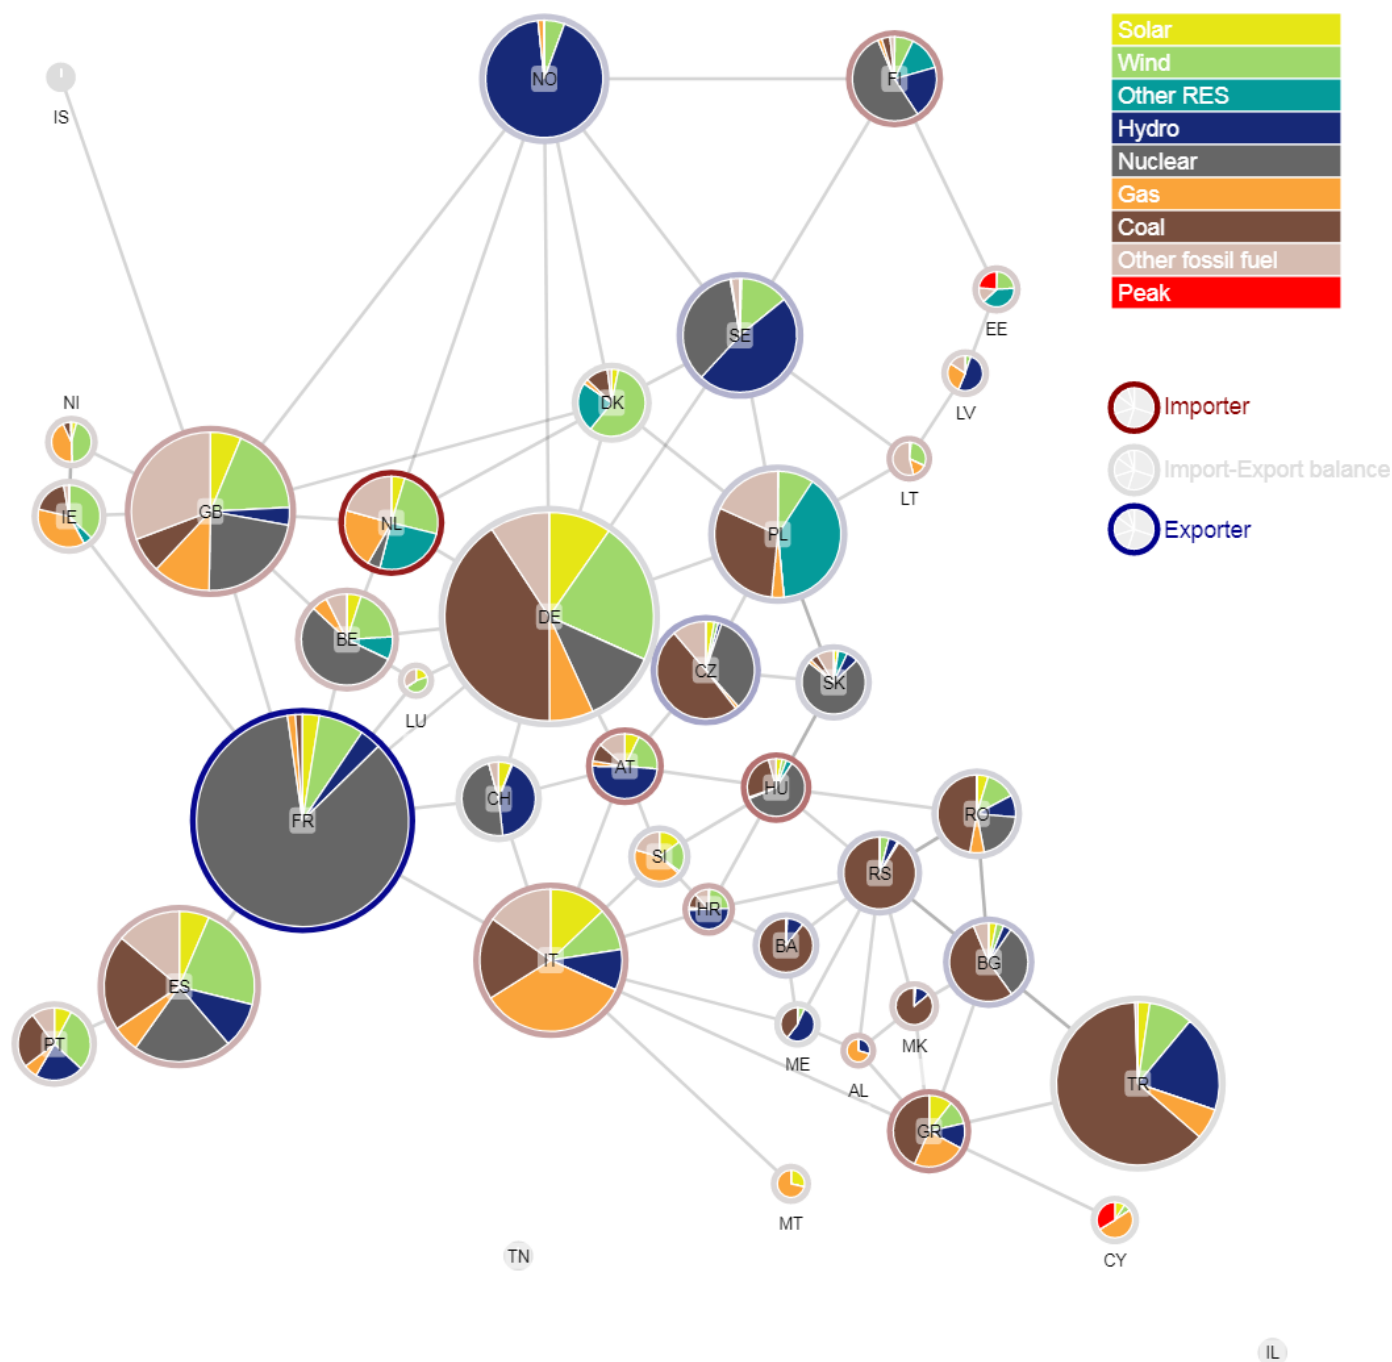 Solar
Wind
Other RES
Hydro
Nuclear
Gas
Coal
Other fossil fuel
Peak
Importer
Import-Export balance
Exporter
NO
FI
IS
EE
SE
LV
DK
NI
LT
GB
IE
NL
PL
DE
BE
CZ
SK
LU
AT
HU
CH
RO
FR
SI
RS
HR
BA
IT
BG
ES
MK
PT
ME
AL
TR
GR
MT
CY
TN
IL